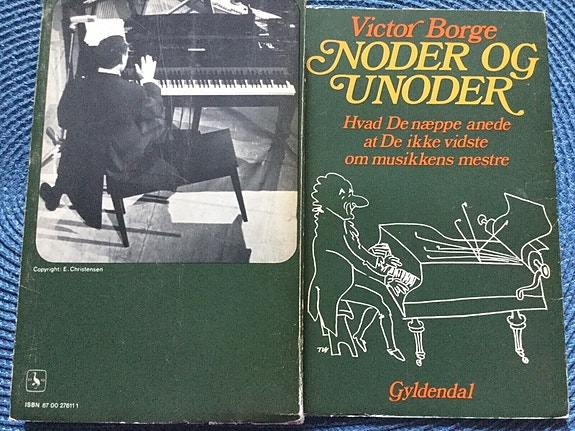 Copyright: E. Christensen
ISBN 87 00 27611 1
Victor Borge
NODER OG
UNODER
Hvad De næppe anede
at De ikke vidste
om musikkens mestre
Gyldendal